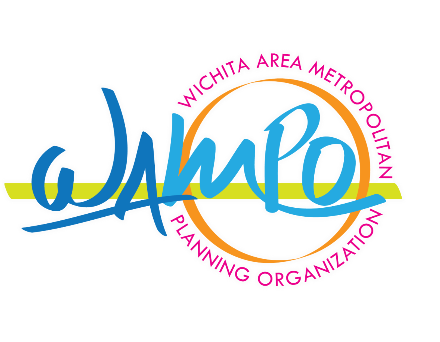 WICHITA AREA METROPOLITAN
WAMPO
PLANNING ORGANIZATION